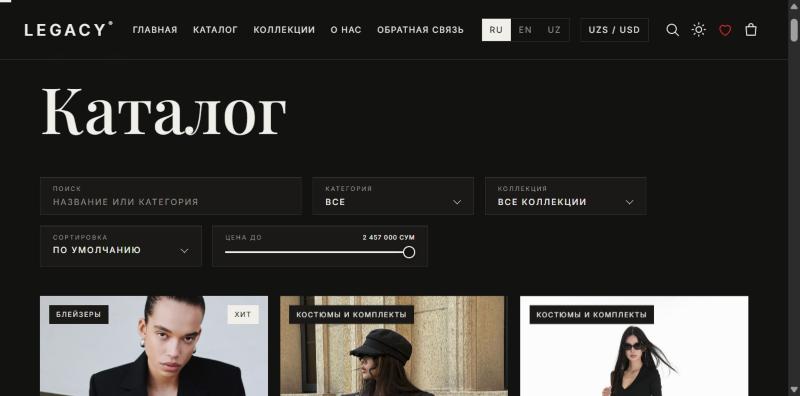 LEGACY®
ГЛАВНАЯ КАТАЛОГ КОЛЛЕКЦИИ О НАС ОБРАТНАЯ СВЯЗЬ RU EN UZ UZS / USD
Каталог
ПОИСК
НАЗВАНИЕ ИЛИ КАТЕГОРИЯ
КАТЕГОРИЯ
ВСЕ
КОЛЛЕКЦИЯ
ВСЕ КОЛЛЕКЦИИ
СОРТИРОВКА
ПО УМОЛЧАНИЮ
ЦЕНА ДО 2 457 000 СУМ
БЛЕЙЗЕРЫ
ХИТ
КОСТЮМЫ И КОМПЛЕКТЫ
КОСТЮМЫ И КОМПЛЕКТЫ